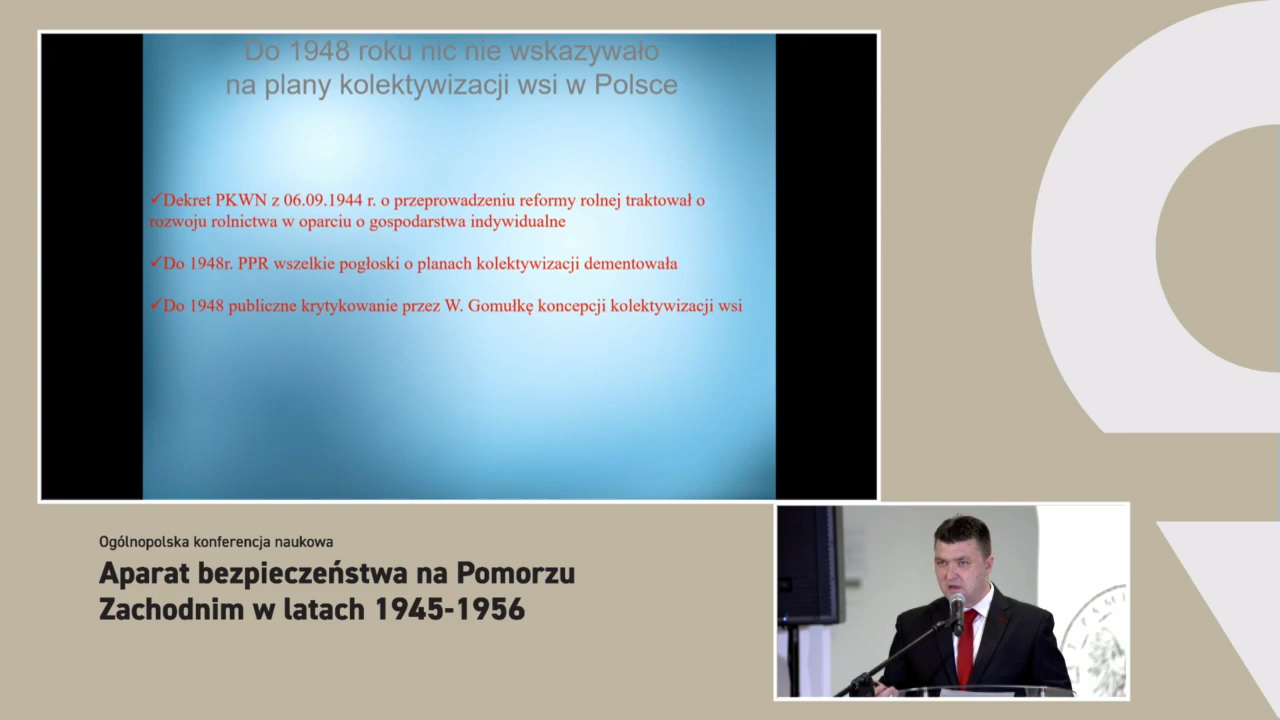 Do 1948 roku nic nie wskazywało
na plany kolektywizacji wsi w Polsce
✓Dekret PKWN z 06.09.1944 r. o przeprowadzeniu reformy rolnej traktował o
rozwoju rolnictwa w oparciu o gospodarstwa indywidualne
✓Do 1948r. PPR wszelkie pogłoski o planach kolektywizacji dementowała
✓Do 1948 publiczne krytykowanie przez W. Gomułkę koncepcji kolektywizacji wsi
Ogólnopolska konferencja naukowa
Aparat bezpieczeństwa na Pomorzu
Zachodnim w latach 1945-1956